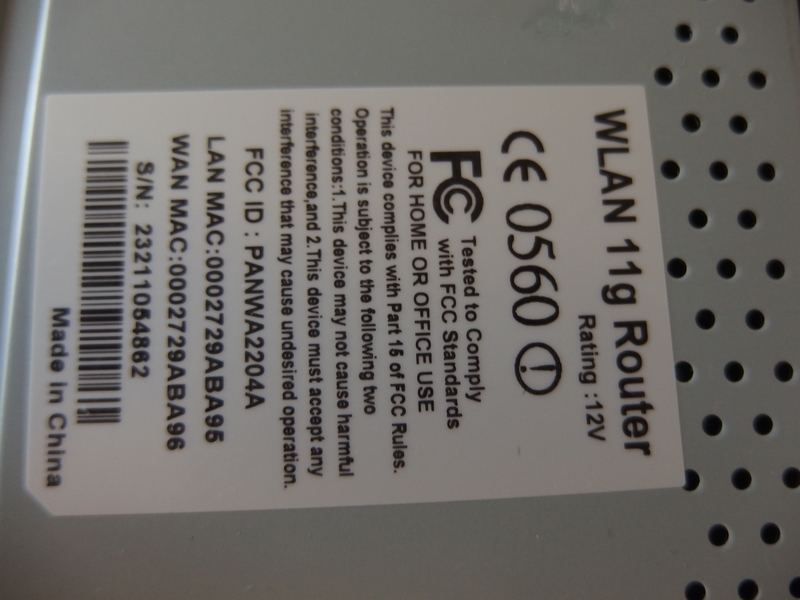 WLAN 11g Router
Rating :12V
CE 0560
FC Tested to Comply
with FCC Standards
FOR HOME OR OFFICE USE
This device complies with Part 15 of FCC Rules.
Operation is subject to the following two
conditions:1.This device may not cause harmful
interference,and 2.This device must accept any
interference that may cause undesired operation.
FCC ID : PANWA2204A
LAN MAC:0002729ABA95
WAN MAC:0002729ABA96
S/N: 23211054862
Made in China